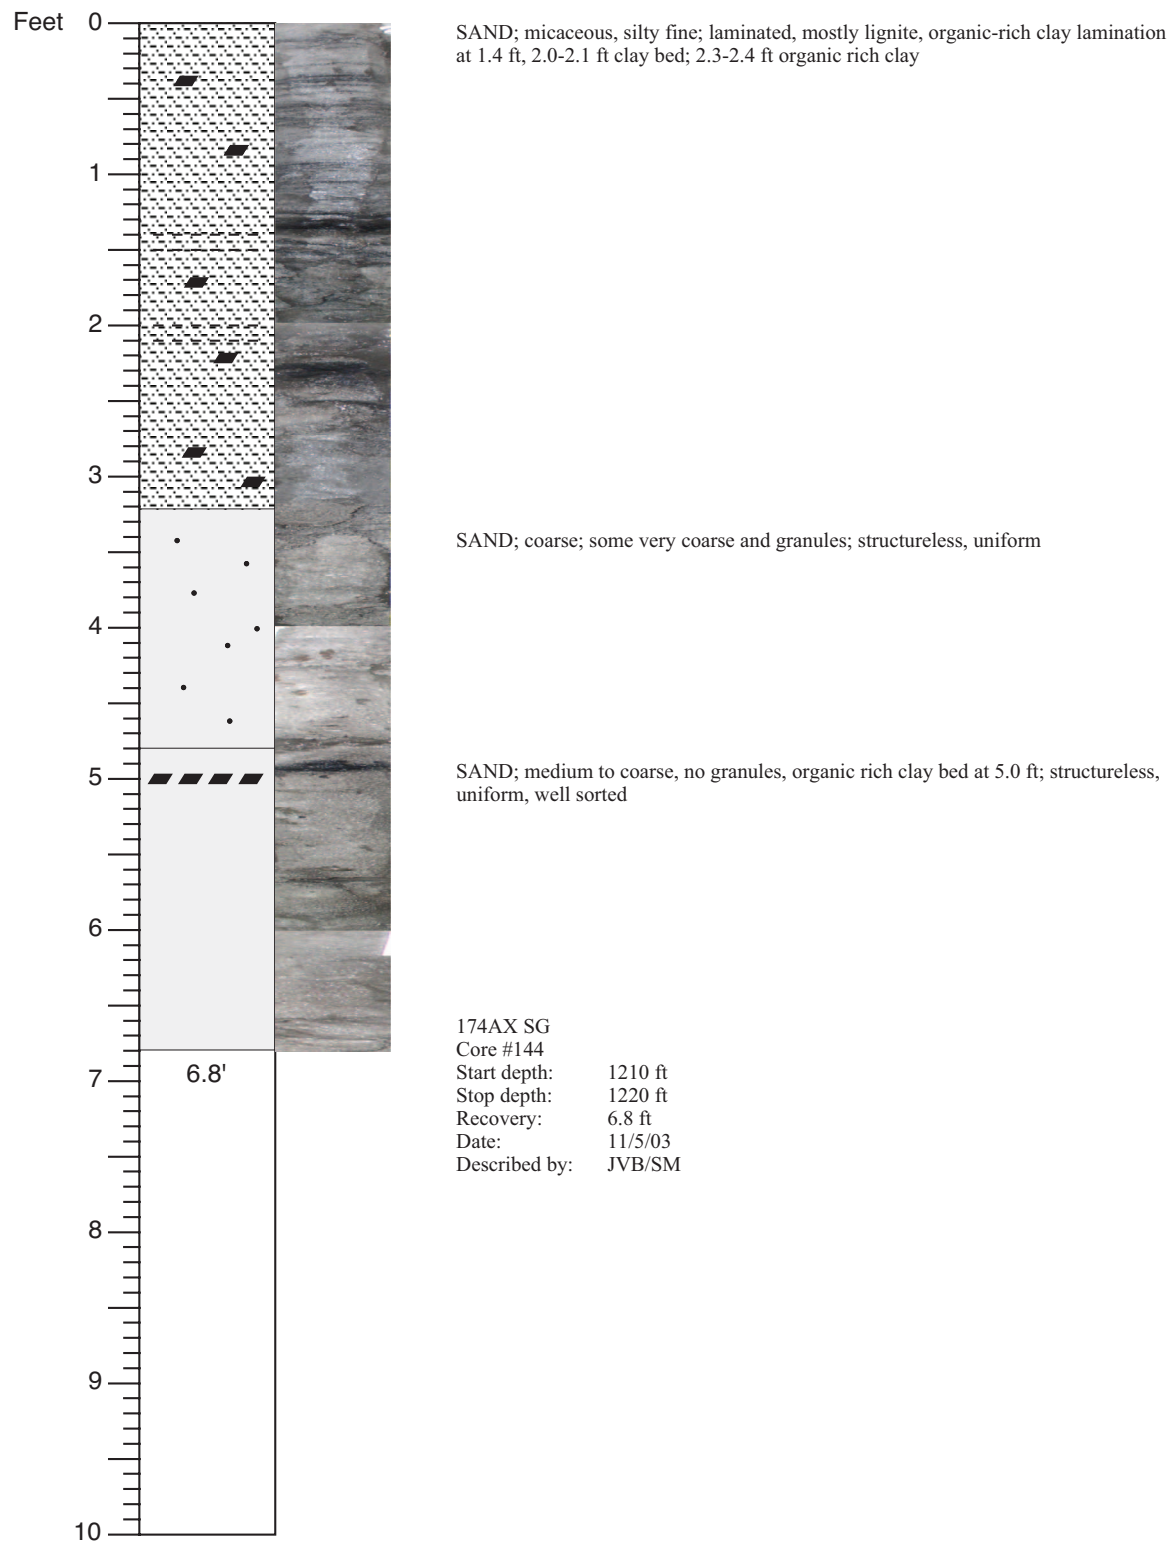 Feet 0
SAND; micaceous, silty fine; laminated, mostly lignite, organic-rich clay lamination
at 1.4 ft, 2.0-2.1 ft clay bed; 2.3-2.4 ft organic rich clay
1
2
3
SAND; coarse; some very coarse and granules; structureless, uniform
4
5
SAND; medium to coarse, no granules, organic rich clay bed at 5.0 ft; structureless,
uniform, well sorted
6
174AX SG
Core #144
Start depth: 1210 ft
7
6.8'
Stop depth: 1220 ft
Recovery: 6.8 ft
Date: 11/5/03
Described by: JVB/SM
8
9
10